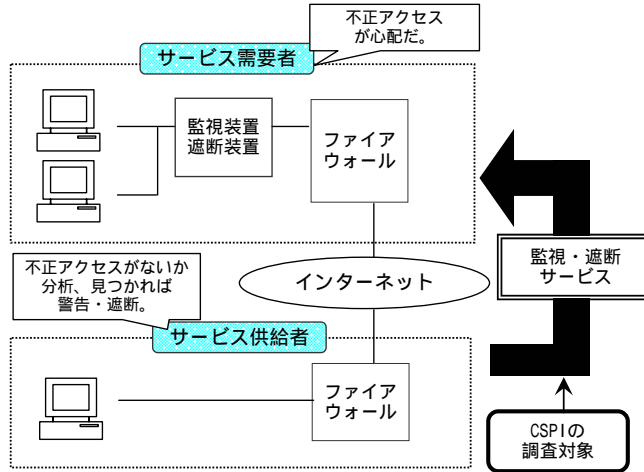 不正アクセス
が心配だ。
サービス需要者
監視装置
遮断装置
ファイア
ウォール
監視・遮断
サービス
インターネット
不正アクセスがないか
分析、見つかれば
警告・遮断。
サービス供給者
ファイア
ウォール
CSPIの
調査対象